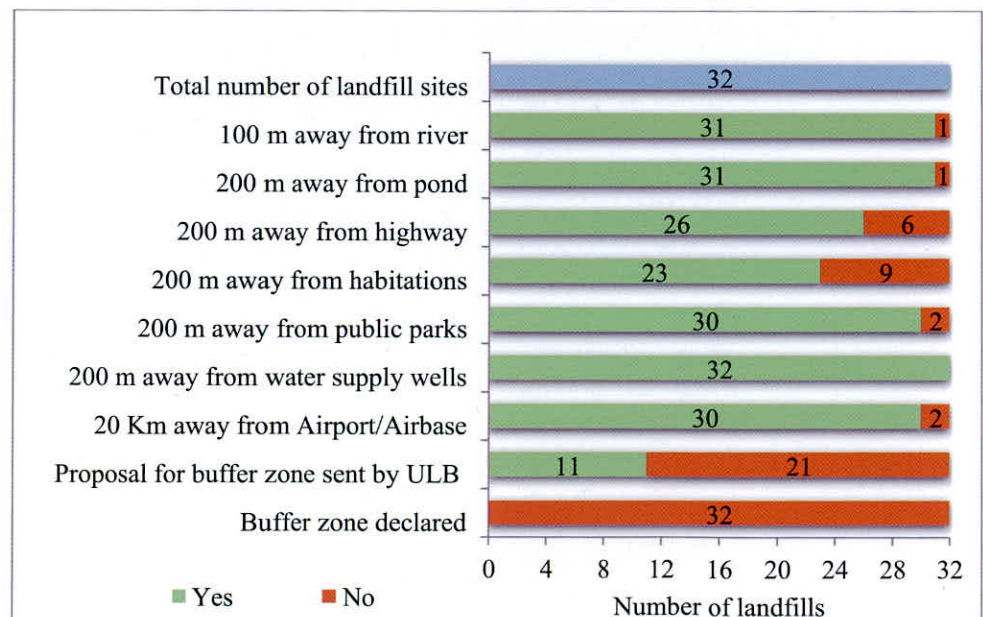 Total number of landfill sites 32
100 m away from river 31 1
200 m away from pond 31 1
200 m away from highway 26 6
200 m away from habitations 23 9
200 m away from public parks 30 2
200 m away from water supply wells 32
20 Km away from Airport/Airbase 30 2
Proposal for buffer zone sent by ULB 11 21
Buffer zone declared 32
0 4 8 12 16 20 24 28 32
Yes No Number of landfills